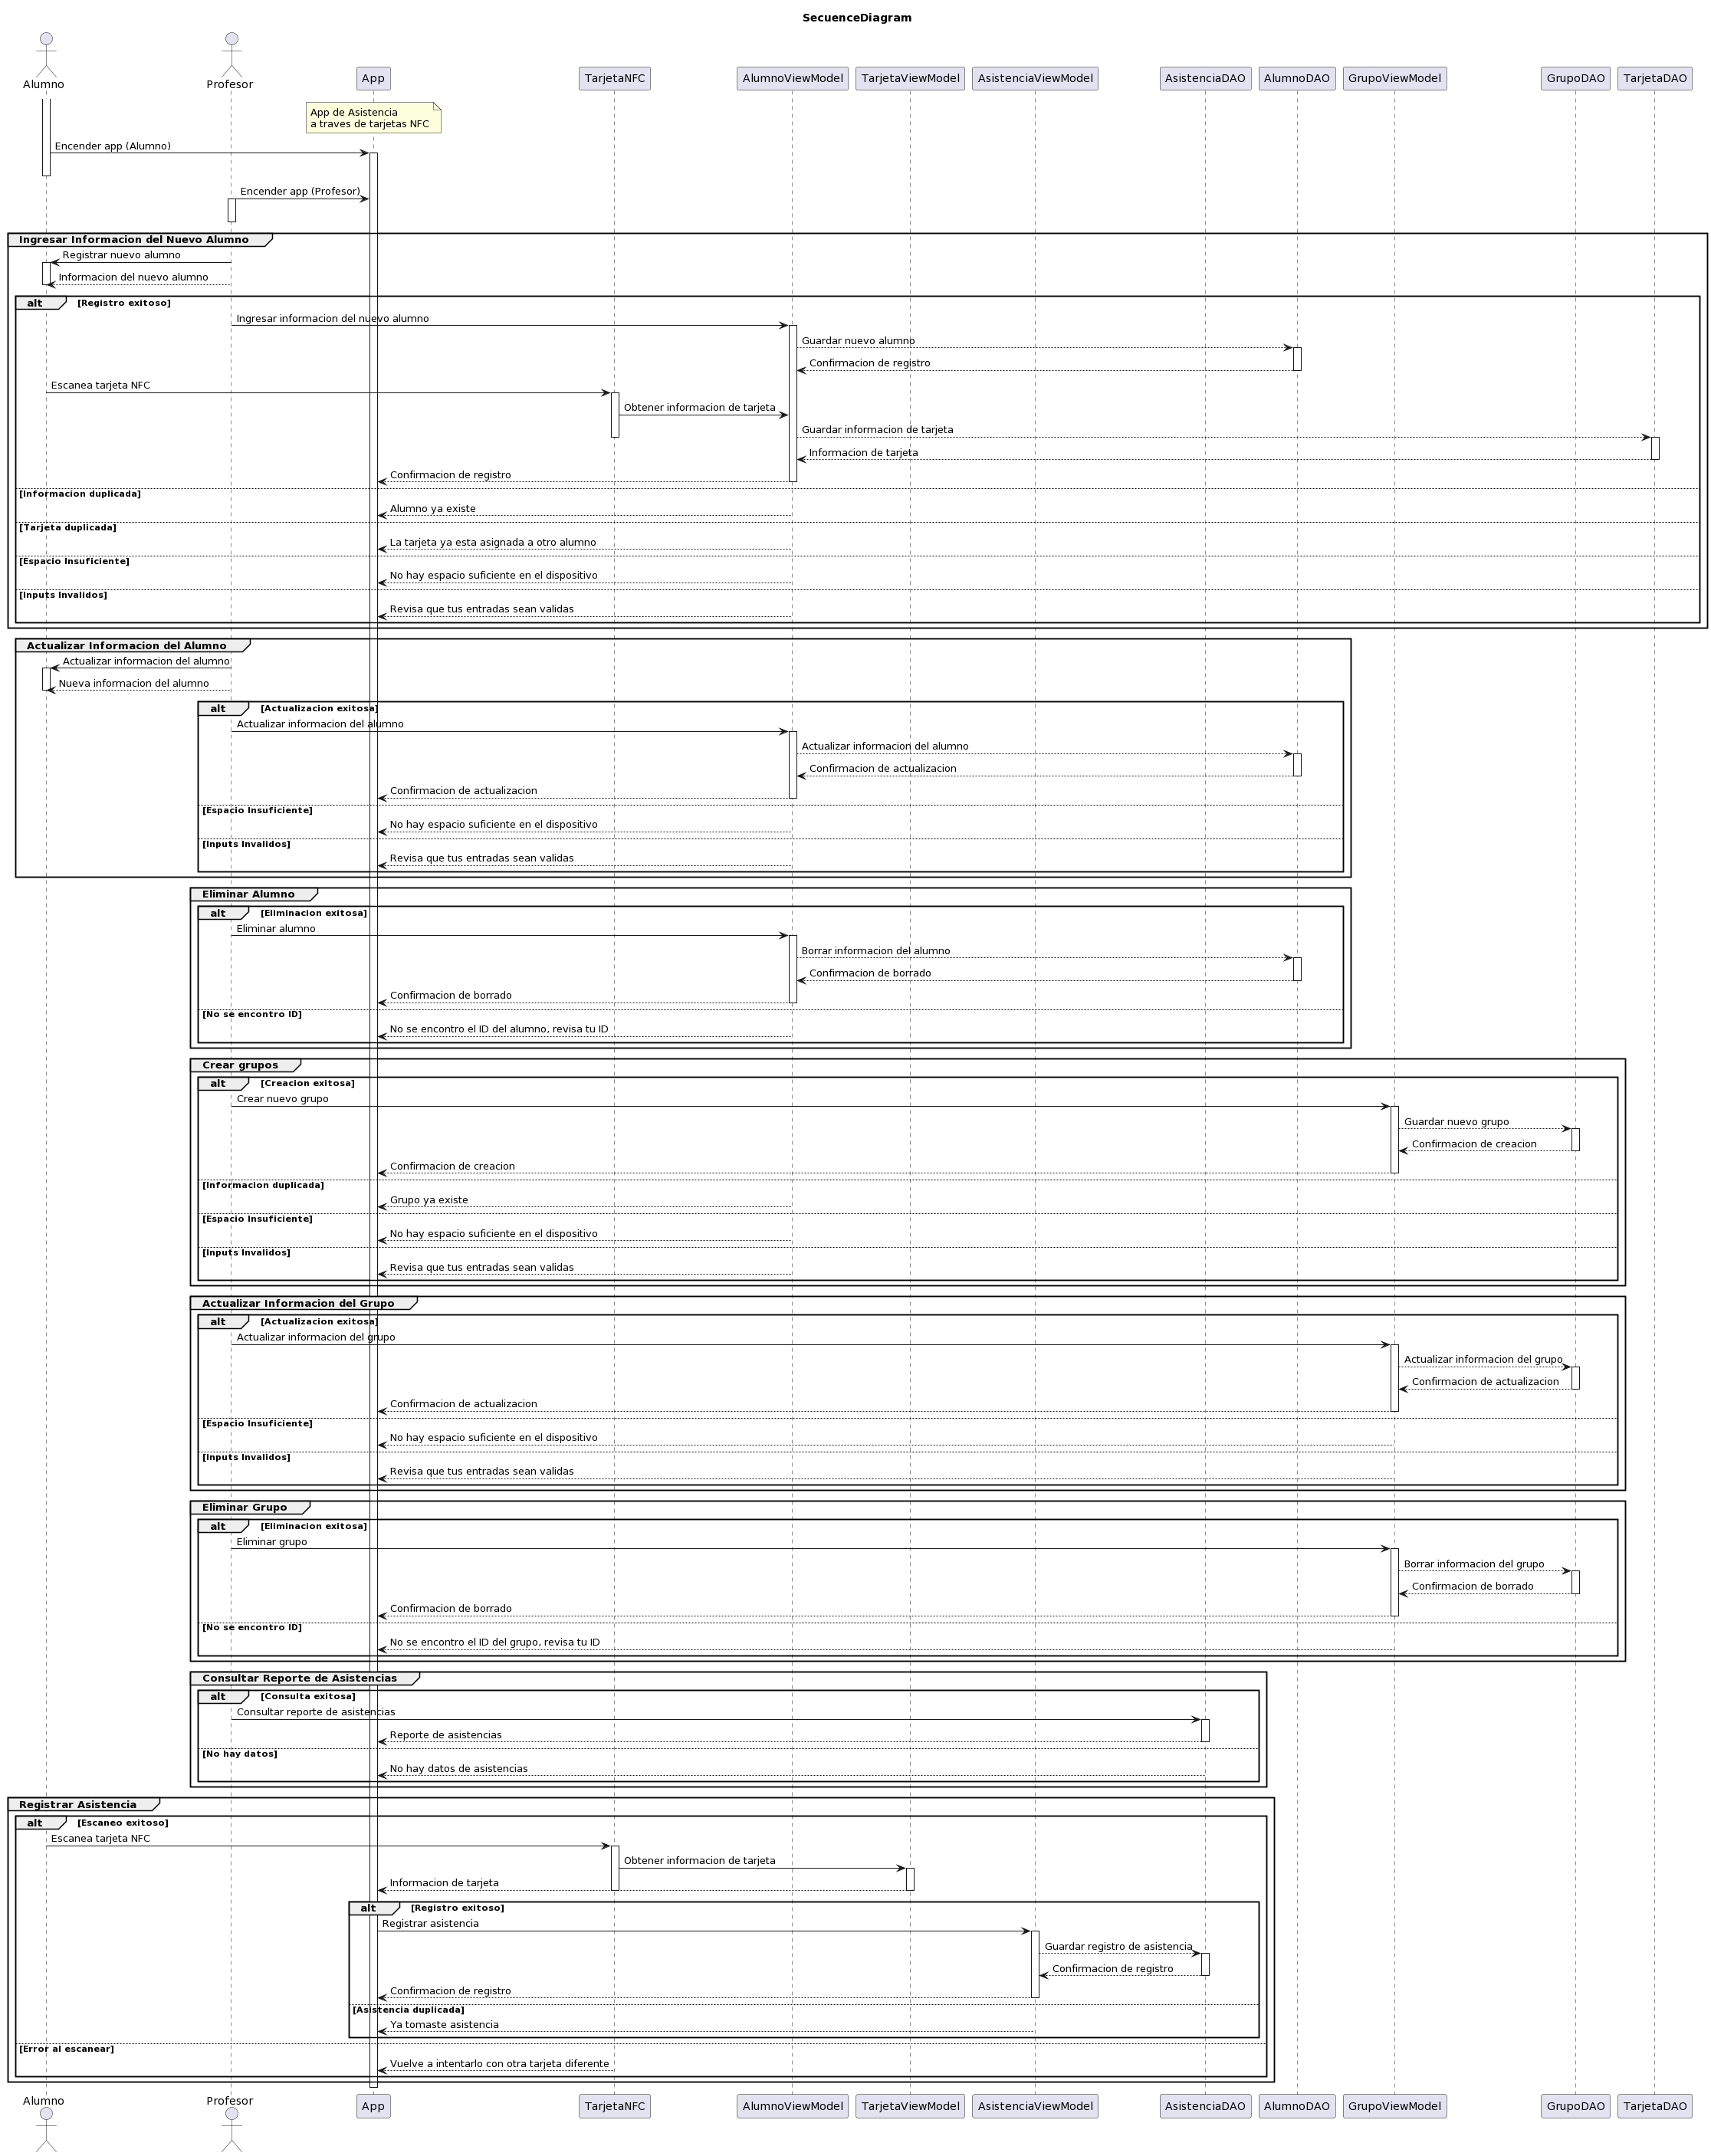 SecuenceDiagram
Alumno
Profesor
App
TarjetaNFC
AlumnoViewModel
TarjetaViewModel
AsistenciaViewModel
AsistenciaDAO
AlumnoDAO
GrupoViewModel
GrupoDAO
TarjetaDAO
App de Asistencia
a traves de tarjetas NFC
Encender app (Alumno)
Encender app (Profesor)
Ingresar Informacion del Nuevo Alumno
Registrar nuevo alumno
Informacion del nuevo alumno
alt [Registro exitoso]
Ingresar informacion del nuevo alumno
Guardar nuevo alumno
Confirmacion de registro
Escanea tarjeta NFC
Obtener informacion de tarjeta
Guardar informacion de tarjeta
Informacion de tarjeta
Confirmacion de registro
[Informacion duplicada]
Alumno ya existe
[Tarjeta duplicada]
La tarjeta ya esta asignada a otro alumno
[Espacio Insuficiente]
No hay espacio suficiente en el dispositivo
[Inputs Invalidos]
Revisa que tus entradas sean validas
Actualizar Informacion del Alumno
Actualizar informacion del alumno
Nueva informacion del alumno
alt [Actualizacion exitosa]
Actualizar informacion del alumno
Actualizar informacion del alumno
Confirmacion de actualizacion
Confirmacion de actualizacion
[Espacio Insuficiente]
No hay espacio suficiente en el dispositivo
[Inputs Invalidos]
Revisa que tus entradas sean validas
Eliminar Alumno
alt [Eliminacion exitosa]
Eliminar alumno
Borrar informacion del alumno
Confirmacion de borrado
Confirmacion de borrado
[No se encontro ID]
No se encontro el ID del alumno, revisa tu ID
Crear grupos
alt [Creacion exitosa]
Crear nuevo grupo
Guardar nuevo grupo
Confirmacion de creacion
Confirmacion de creacion
[Informacion duplicada]
Grupo ya existe
[Espacio Insuficiente]
No hay espacio suficiente en el dispositivo
[Inputs Invalidos]
Revisa que tus entradas sean validas
Actualizar Informacion del Grupo
alt [Actualizacion exitosa]
Actualizar informacion del grupo
Actualizar informacion del grupo
Confirmacion de actualizacion
Confirmacion de actualizacion
[Espacio Insuficiente]
No hay espacio suficiente en el dispositivo
[Inputs Invalidos]
Revisa que tus entradas sean validas
Eliminar Grupo
alt [Eliminacion exitosa]
Eliminar grupo
Borrar informacion del grupo
Confirmacion de borrado
Confirmacion de borrado
[No se encontro ID]
No se encontro el ID del grupo, revisa tu ID
Consultar Reporte de Asistencias
alt [Consulta exitosa]
Consultar reporte de asistencias
Reporte de asistencias
[No hay datos]
No hay datos de asistencias
Registrar Asistencia
alt [Escaneo exitoso]
Escanea tarjeta NFC
Obtener informacion de tarjeta
Informacion de tarjeta
alt [Registro exitoso]
Registrar asistencia
Guardar registro de asistencia
Confirmacion de registro
Confirmacion de registro
[Asistencia duplicada]
Ya tomaste asistencia
[Error al escanear]
Vuelve a intentarlo con otra tarjeta diferente
Alumno
Profesor
App
TarjetaNFC
AlumnoViewModel
TarjetaViewModel
AsistenciaViewModel
AsistenciaDAO
AlumnoDAO
GrupoViewModel
GrupoDAO
TarjetaDAO